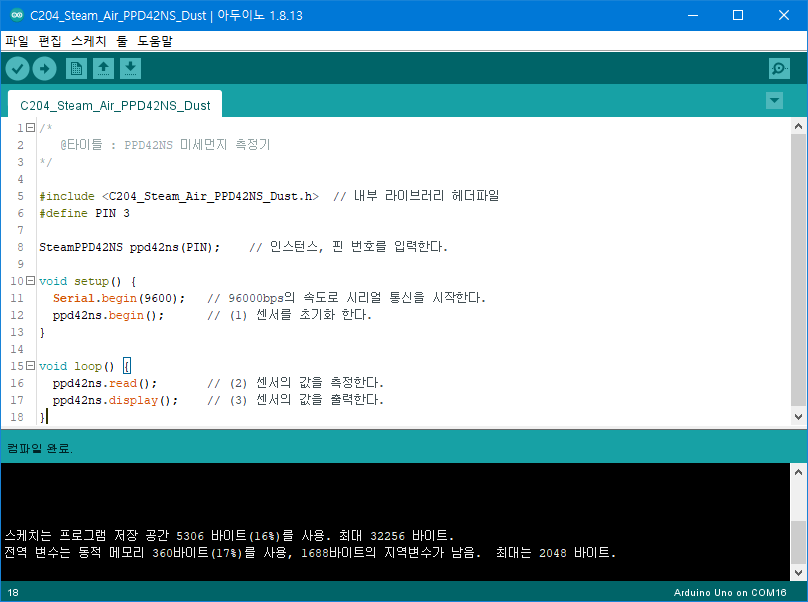 C204_Steam_Air_PPD42NS_Dust | 아두이노 1.8.13
파일 편집 스케치 툴 도움말
C204_Steam_Air_PPD42NS_Dust
1 /*
2 @타이틀 : PPD42NS 미세먼지 측정기
3 */
4
5 #include <C204_Steam_Air_PPD42NS_Dust.h> // 내부 라이브러리 헤더파일
6 #define PIN 3
7
8 SteamPPD42NS ppd42ns(PIN); // 인스턴스, 핀 번호를 입력한다.
9
10 void setup() {
11 Serial.begin(9600); // 96000bps의 속도로 시리얼 통신을 시작한다.
12 ppd42ns.begin(); // (1) 센서를 초기화 한다.
13 }
14
15 void loop() {
16 ppd42ns.read(); // (2) 센서의 값을 측정한다.
17 ppd42ns.display(); // (3) 센서의 값을 출력한다.
18 }
컴파일 완료.
스케치는 프로그램 저장 공간 5306 바이트(16%)를 사용. 최대 32256 바이트.
전역 변수는 동적 메모리 360바이트(17%)를 사용, 1688바이트의 지역변수가 남음. 최대는 2048 바이트.
18 Arduino Uno on COM16